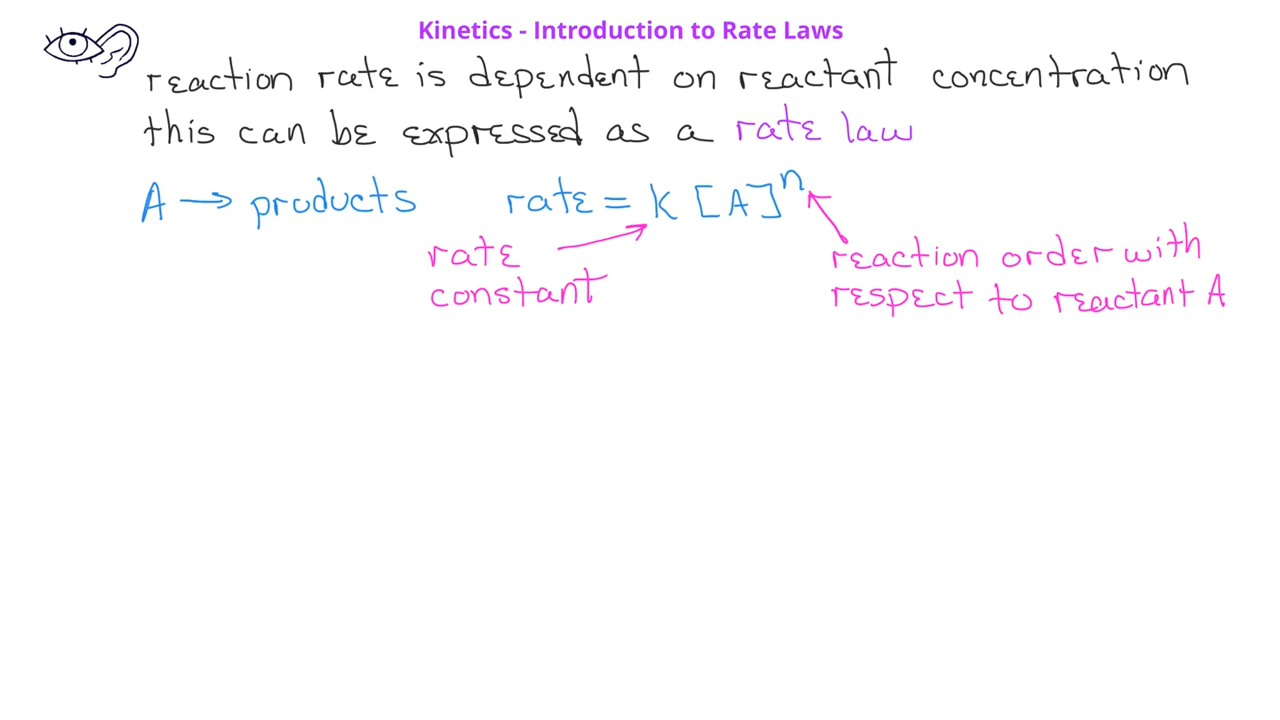 Kinetics - Introduction to Rate Laws
reaction rate is dependent on reactant concentration
this can be expressed as a rate law
A → products rate = K [A]ⁿ
rate
constant
reaction order with
respect to reactant A